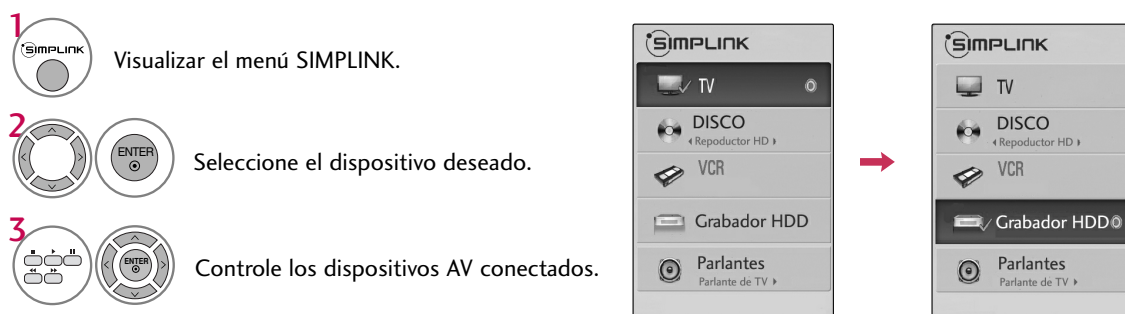 1
SIMPLINK
Visualizar el menú SIMPLINK.
2
ENTER
Seleccione el dispositivo deseado.
3
ENTER
Controle los dispositivos AV conectados.
SIMPLINK
TV
DISCO
Repoductor HD
VCR
Grabador HDD
Parlantes
Parlante de TV
SIMPLINK
TV
DISCO
Repoductor HD
VCR
Grabador HDD
Parlantes
Parlante de TV